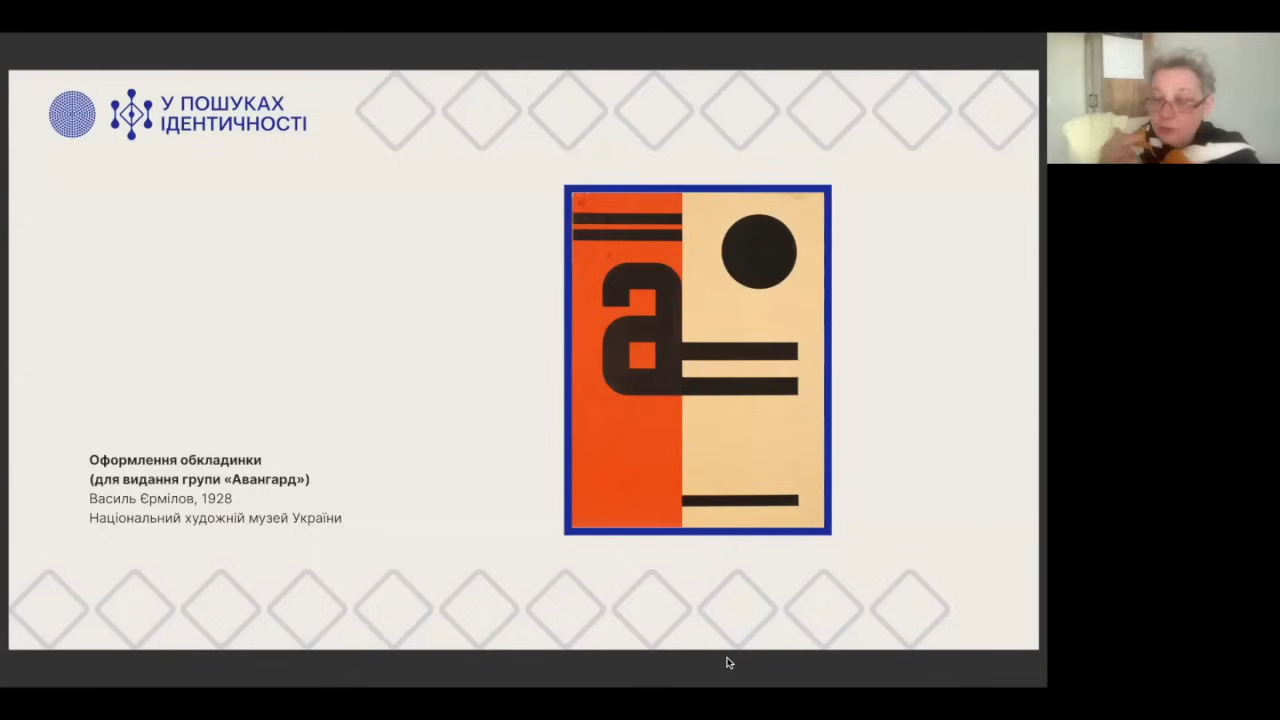 У ПОШУКАХ
ІДЕНТИЧНОСТІ
a
Оформлення обкладинки
(для видання групи «Авангард»)
Василь Єрмілов, 1928
Національний художній музей України